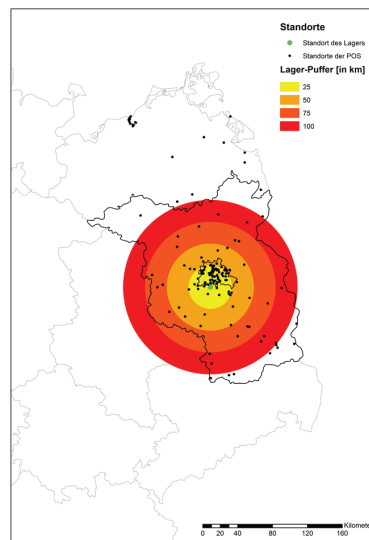 Standorte
Standort des Lagers
Standorte der POS
Lager-Puffer [in km]
25
50
75
100
Kilometer
0 20 40 80 120 160